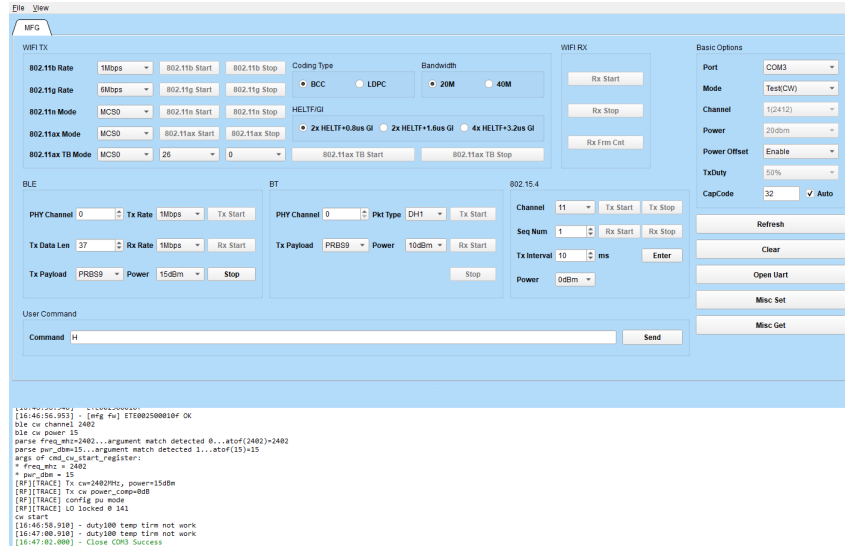 File View
MFG
WIFI TX
802.11b Rate 1Mbps 802.11b Start 802.11b Stop
802.11g Rate 6Mbps 802.11g Start 802.11g Stop
802.11n Mode MCS0 802.11n Start 802.11n Stop
802.11ax Mode MCS0 802.11ax Start 802.11ax Stop
802.11ax TB Mode MCS0 26 0 802.11ax TB Start 802.11ax TB Stop
Coding Type
BCC LDPC
Bandwidth
20M 40M
HELTF/GI
2x HELTF+0.8us GI 2x HELTF+1.6us GI 4x HELTF+3.2us GI
WIFI RX
Rx Start
Rx Stop
Rx Frm Cnt
Basic Options
Port COM3
Mode Test(CW)
Channel 1(2412)
Power 20dbm
Power Offset Enable
TxDuty 50%
CapCode 32 Auto
Refresh
Clear
Open Uart
Misc Set
Misc Get
BLE
PHY Channel 0 Tx Rate 1Mbps Tx Start
Tx Data Len 37 Rx Rate 1Mbps Rx Start
Tx Payload PRBS9 Power 15dBm Stop
BT
PHY Channel 0 Pkt Type DH1 Tx Start
Tx Payload PRBS9 Power 10dBm Rx Start
Stop
802.15.4
Channel 11 Tx Start Tx Stop
Seq Num 1 Rx Start Rx Stop
Tx Interval 10 ms Enter
Power 0dBm
User Command
Command H Send
[16:46:56.953] - [mfg fw] ETE002500010f OK
ble cw channel 2402
ble cw power 15
parse freq_mhz=2402...argument match detected 0...atof(2402)=2402
parse pwr_dbm=15...argument match detected 1...atof(15)=15
args of cmd_cw_start_register:
* freq_mhz = 2402
* pwr_dbm = 15
[RF][TRACE] Tx cw=2402MHz, power=15dBm
[RF][TRACE] Tx cw power_comp=0dB
[RF][TRACE] config pu mode
[RF][TRACE] LO locked 0 141
cw start
[16:46:58.910] - duty100 temp tirm not work
[16:47:00.910] - duty100 temp tirm not work
[16:47:02.000] - Close COM3 Success